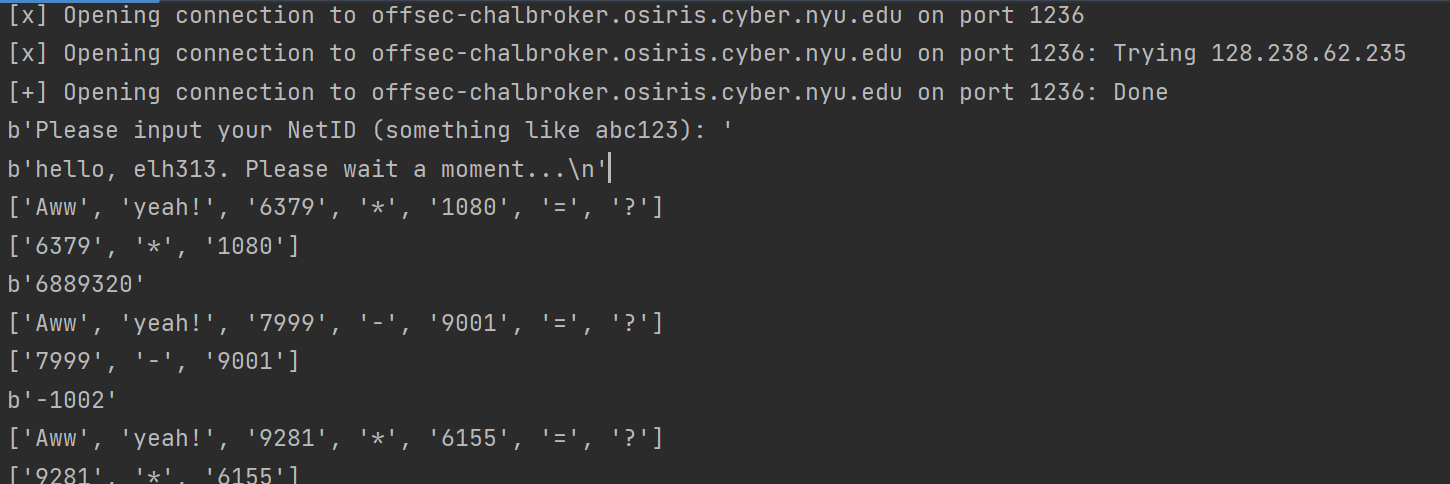 [x] Opening connection to offsec-chalbroker.osiris.cyber.nyu.edu on port 1236
[x] Opening connection to offsec-chalbroker.osiris.cyber.nyu.edu on port 1236: Trying 128.238.62.235
[+] Opening connection to offsec-chalbroker.osiris.cyber.nyu.edu on port 1236: Done
b'Please input your NetID (something like abc123): '
b'hello, elh313. Please wait a moment...\n'
['Aww', 'yeah!', '6379', '*', '1080', '=', '?']
['6379', '*', '1080']
b'6889320'
['Aww', 'yeah!', '7999', '-', '9001', '=', '?']
['7999', '-', '9001']
b'-1002'
['Aww', 'yeah!', '9281', '*', '6155', '=', '?']
['9281', '*', '6155']